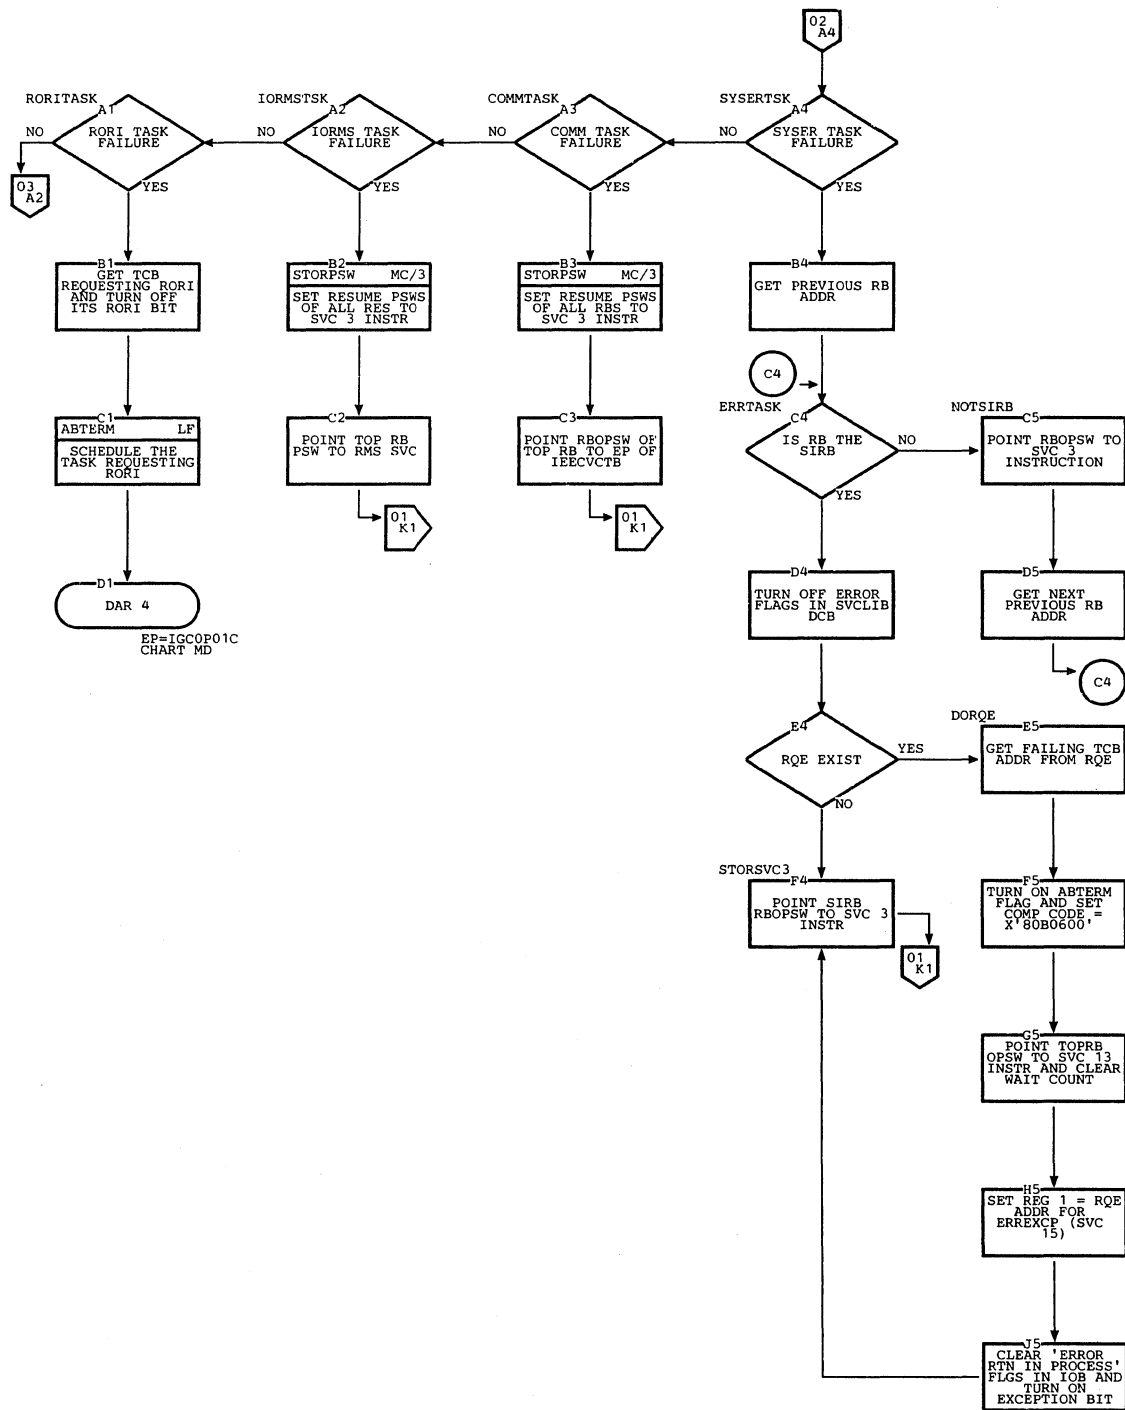 02
A4
RORITASK
A1
RORI TASK
FAILURE
NO
YES
03
A2
IORMSTSK
A2
IORMS TASK
FAILURE
NO
YES
COMMTASK
A3
COMM TASK
FAILURE
NO
YES
SYSERTSK
A4
SYSER TASK
FAILURE
NO
YES
B1
GET TCB
REQUESTING RORI
AND TURN OFF
ITS RORI BIT
B2
STORPSW MC/3
SET RESUME PSWS
OF ALL RES TO
SVC 3 INSTR
B3
STORPSW MC/3
SET RESUME PSWS
OF ALL RBS TO
SVC 3 INSTR
B4
GET PREVIOUS RB
ADDR
C4
C1
ABTERM LF
SCHEDULE THE
TASK REQUESTING
RORI
C2
POINT TOP RB
PSW TO RMS SVC
01
K1
C3
POINT RBOPSW OF
TOP RB TO EP OF
IEECVCTB
01
K1
ERRTASK
C4
IS RB THE
SIRB
NO
YES
NOTSIRB
C5
POINT RBOPSW TO
SVC 3
INSTRUCTION
D1
DAR 4
EP=IGC0P01C
CHART MD
D4
TURN OFF ERROR
FLAGS IN SVCLIB
DCB
D5
GET NEXT
PREVIOUS RB
ADDR
C4
E4
RQE EXIST
YES
NO
DORQE
E5
GET FAILING TCB
ADDR FROM RQE
STORSVC3
F4
POINT SIRB
RBOPSW TO SVC 3
INSTR
01
K1
F5
TURN ON ABTERM
FLAG AND SET
COMP CODE =
X'80B0600'
G5
POINT TOPRB
OPSW TO SVC 13
INSTR AND CLEAR
WAIT COUNT
H5
SET REG 1 = RQE
ADDR FOR
ERREXCP (SVC
15)
J5
CLEAR 'ERROR
RTN IN PROCESS'
FLGS IN IOB AND
TURN ON
EXCEPTION BIT